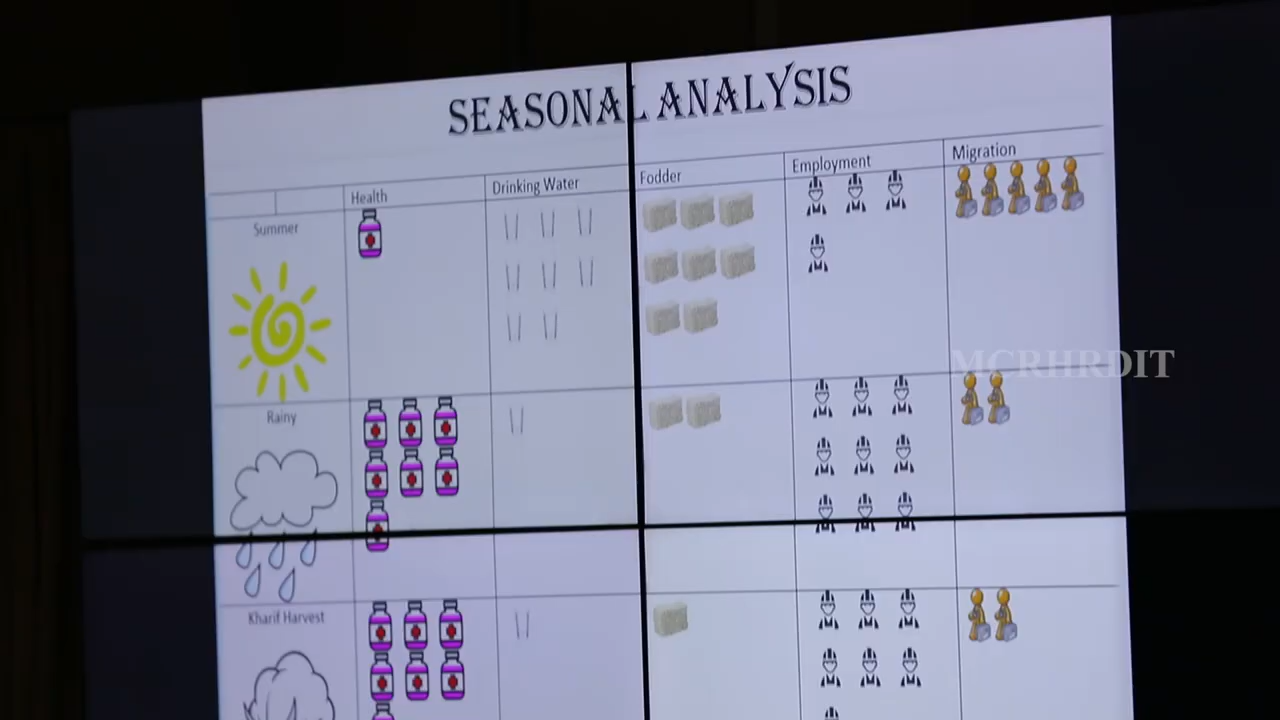 SEASONAL ANALYSIS
Health
Drinking Water
Fodder
Employment
Migration
Summer
MCRHRDIT
Rainy
Kharif Harvest